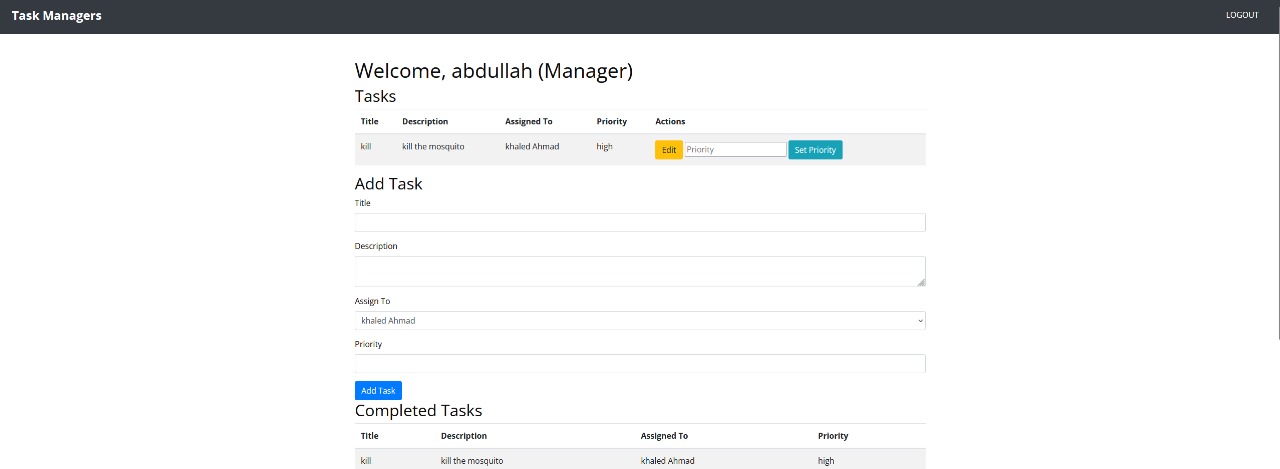 Task Managers LOGOUT
Welcome, abdullah (Manager)
Tasks
Title Description Assigned To Priority Actions
kill kill the mosquito khaled Ahmad high Edit Priority Set Priority
Add Task
Title
Description
Assign To
khaled Ahmad
Priority
Add Task
Completed Tasks
Title Description Assigned To Priority
kill kill the mosquito khaled Ahmad high